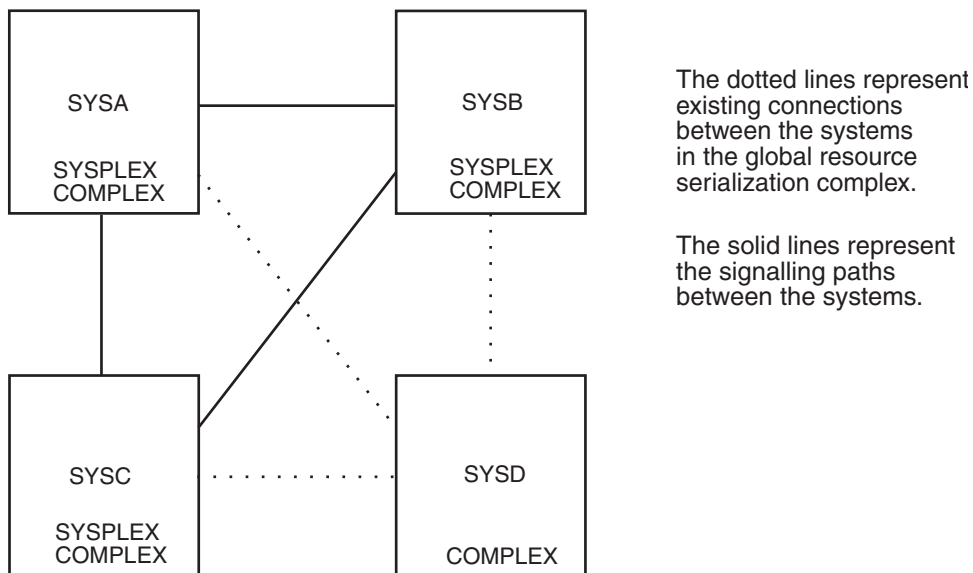 SYSA
SYSPLEX
COMPLEX
SYSB
SYSPLEX
COMPLEX
The dotted lines represent
existing connections
between the systems
in the global resource
serialization complex.
The solid lines represent
the signalling paths
between the systems.
SYSC
SYSPLEX
COMPLEX
SYSD
COMPLEX